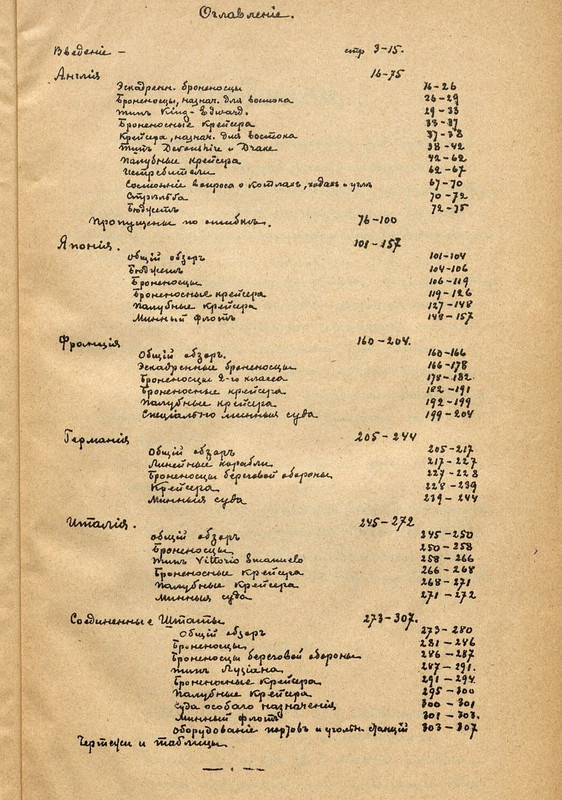 Оглавленіе.
Введеніе — стр 3-15.
Англія 16-75
Эскадренн. броненосцы 16-26
Броненосцы, назнач. для востока 26-29
Типъ King-Edward. 29-33
Броненосные крейсера 33-37
Крейсера, назнач. для востока 37-38
Типъ Devonshire и Drake 38-42
Палубные крейсера 42-62
Истребители 62-67
Состояніе вопроса о котлахъ, ходахъ и угле 67-70
Стрѣльба 70-72
Бюджетъ 72-75
Пропущены по ошибкѣ. 76-100
Японія. 101-157
Общій обзоръ 101-104
Бюджетъ 104-106
Броненосцы 106-119
Броненосные крейсера 119-126
Палубные крейсера 127-148
Минный флотъ 148-157
Франція 160-204.
Общій обзоръ. 160-166
Эскадренные броненосцы 166-178
Броненосцы 2-го класса 178-182
Броненосные крейсера 182-191
Палубные крейсера 192-199
Спеціально минныя суда 199-204
Германія 205-244
Общій обзоръ 205-217
Линейные корабли 217-227
Броненосцы береговой обороны 227-228
Крейсера 228-239
Минныя суда 239-244
Италія. 245-272
Общій обзоръ 245-250
Броненосцы 250-258
Типъ Vittorio Emanuele 258-266
Броненосные крейсера 266-268
Палубные крейсера 268-271
Минныя суда 271-272
Соединенные Штаты 273-307.
Общій обзоръ 273-280
Броненосцы 281-286
Броненосцы береговой обороны 286-287
Типъ Лузіана 287-291.
Броненосные крейсера 291-294
Палубные крейсера 295-300
Суда особаго назначенія 300-301
Минный флотъ 301-303.
Оборудованіе портовъ и угольн. станцій 303-307
Чертежи и таблицы.